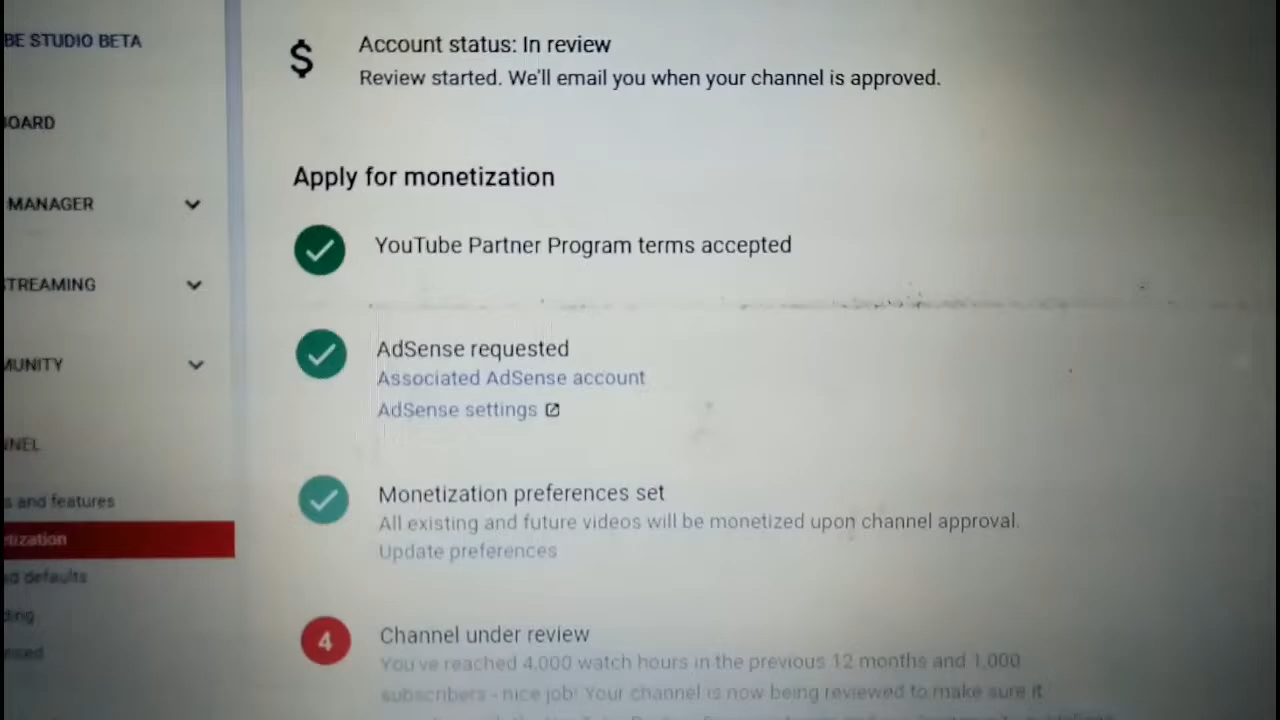 BE STUDIO BETA
Account status: In review
Review started. We'll email you when your channel is approved.
OARD
Apply for monetization
MANAGER
YouTube Partner Program terms accepted
TREAMING
AdSense requested
MUNITY
Associated AdSense account
AdSense settings
NEL
Monetization preferences set
s and features
All existing and future videos will be monetized upon channel approval.
tization
Update preferences
d defaults
ding
4 Channel under review
You've reached 4,000 watch hours in the previous 12 months and 1,000
subscribers - nice job! Your channel is now being reviewed to make sure it